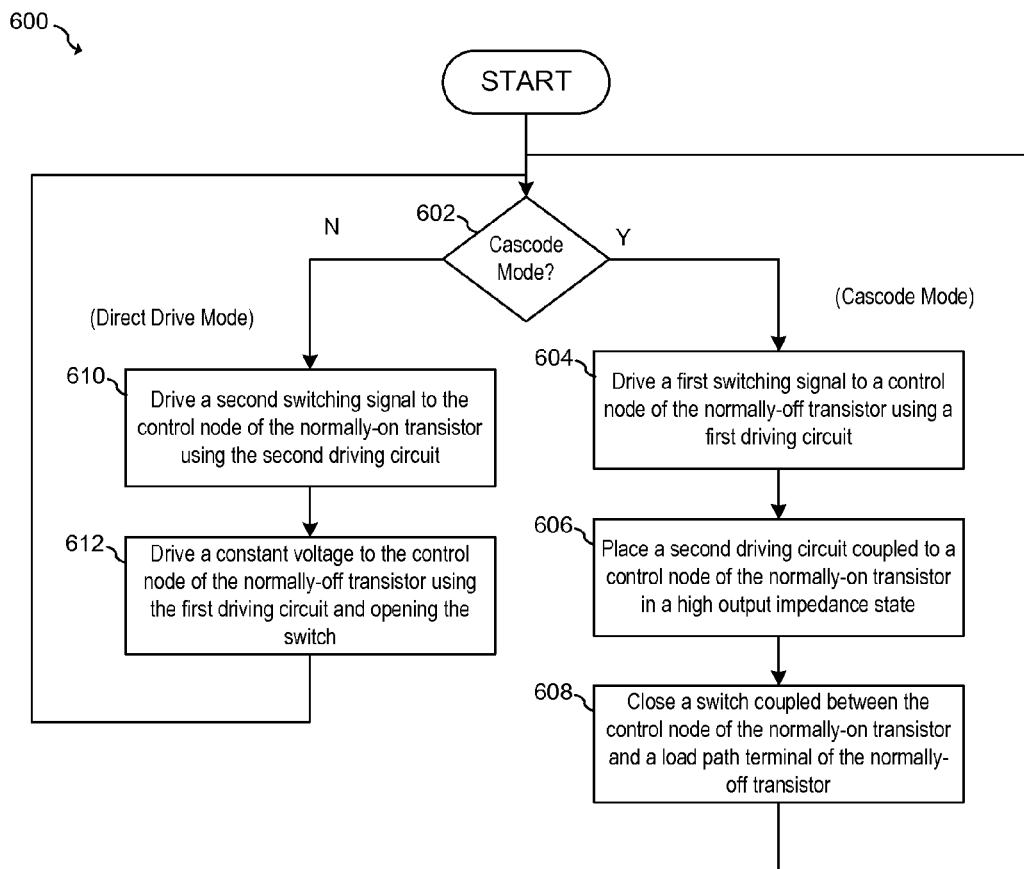 600
START
602
Cascode
Mode?
N
Y
(Direct Drive Mode)
(Cascode Mode)
610
Drive a second switching signal to the
control node of the normally-on transistor
using the second driving circuit
612
Drive a constant voltage to the control
node of the normally-off transistor using
the first driving circuit and opening the
switch
604
Drive a first switching signal to a control
node of the normally-off transistor using a
first driving circuit
606
Place a second driving circuit coupled to a
control node of the normally-on transistor
in a high output impedance state
608
Close a switch coupled between the
control node of the normally-on transistor
and a load path terminal of the normally-
off transistor